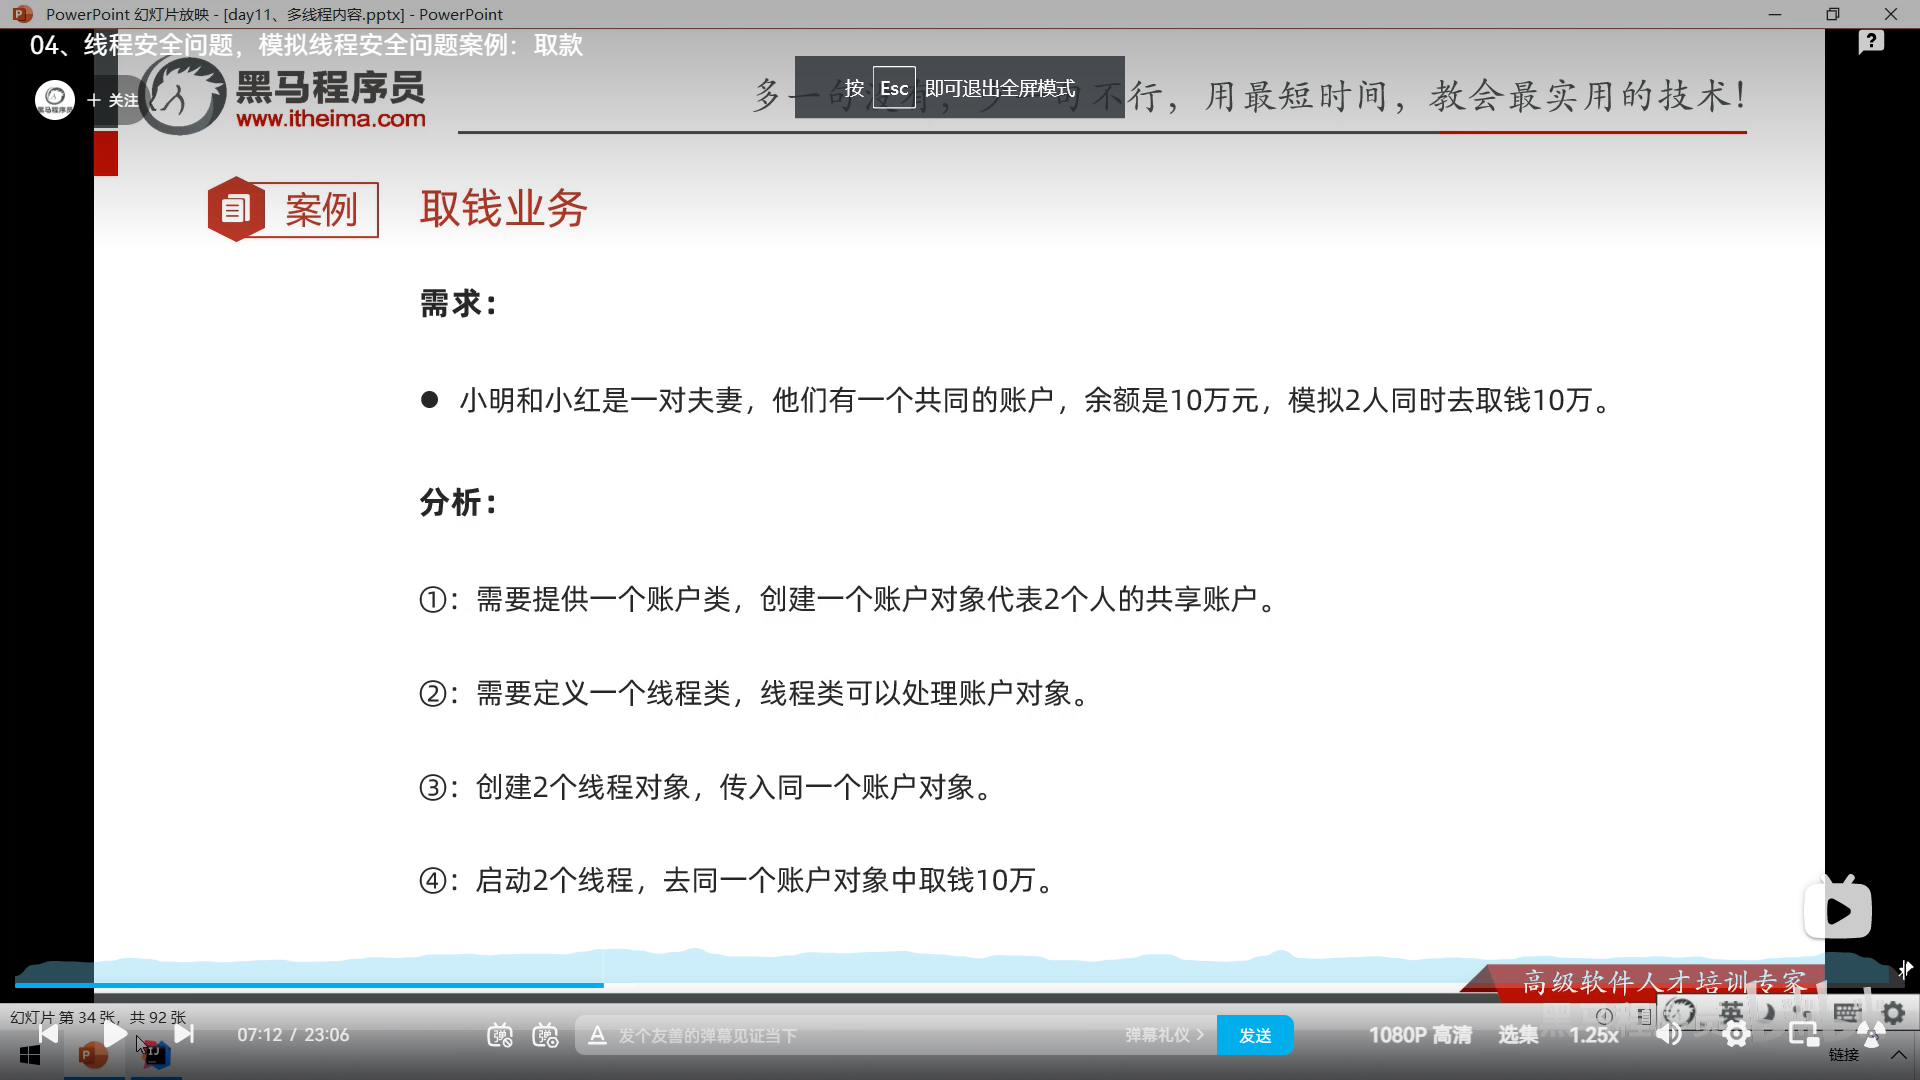 PowerPoint 幻灯片放映 - [day11、多线程内容.pptx] - PowerPoint
04、线程安全问题，模拟线程安全问题案例：取款
+ 关注
黑马程序员
www.itheima.com
按 Esc 即可退出全屏模式
多一句没有，少一句不行，用最短时间，教会最实用的技术！
案例
取钱业务
需求：
● 小明和小红是一对夫妻，他们有一个共同的账户，余额是10万元，模拟2人同时去取钱10万。
分析：
①：需要提供一个账户类，创建一个账户对象代表2个人的共享账户。
②：需要定义一个线程类，线程类可以处理账户对象。
③：创建2个线程对象，传入同一个账户对象。
④：启动2个线程，去同一个账户对象中取钱10万。
高级软件人才培训专家
幻灯片 第 34 张，共 92 张
英
07:12 / 23:06
弹
弹
A 发个友善的弹幕见证当下
弹幕礼仪 >
发送
1080P 高清
选集
1.25x
链接